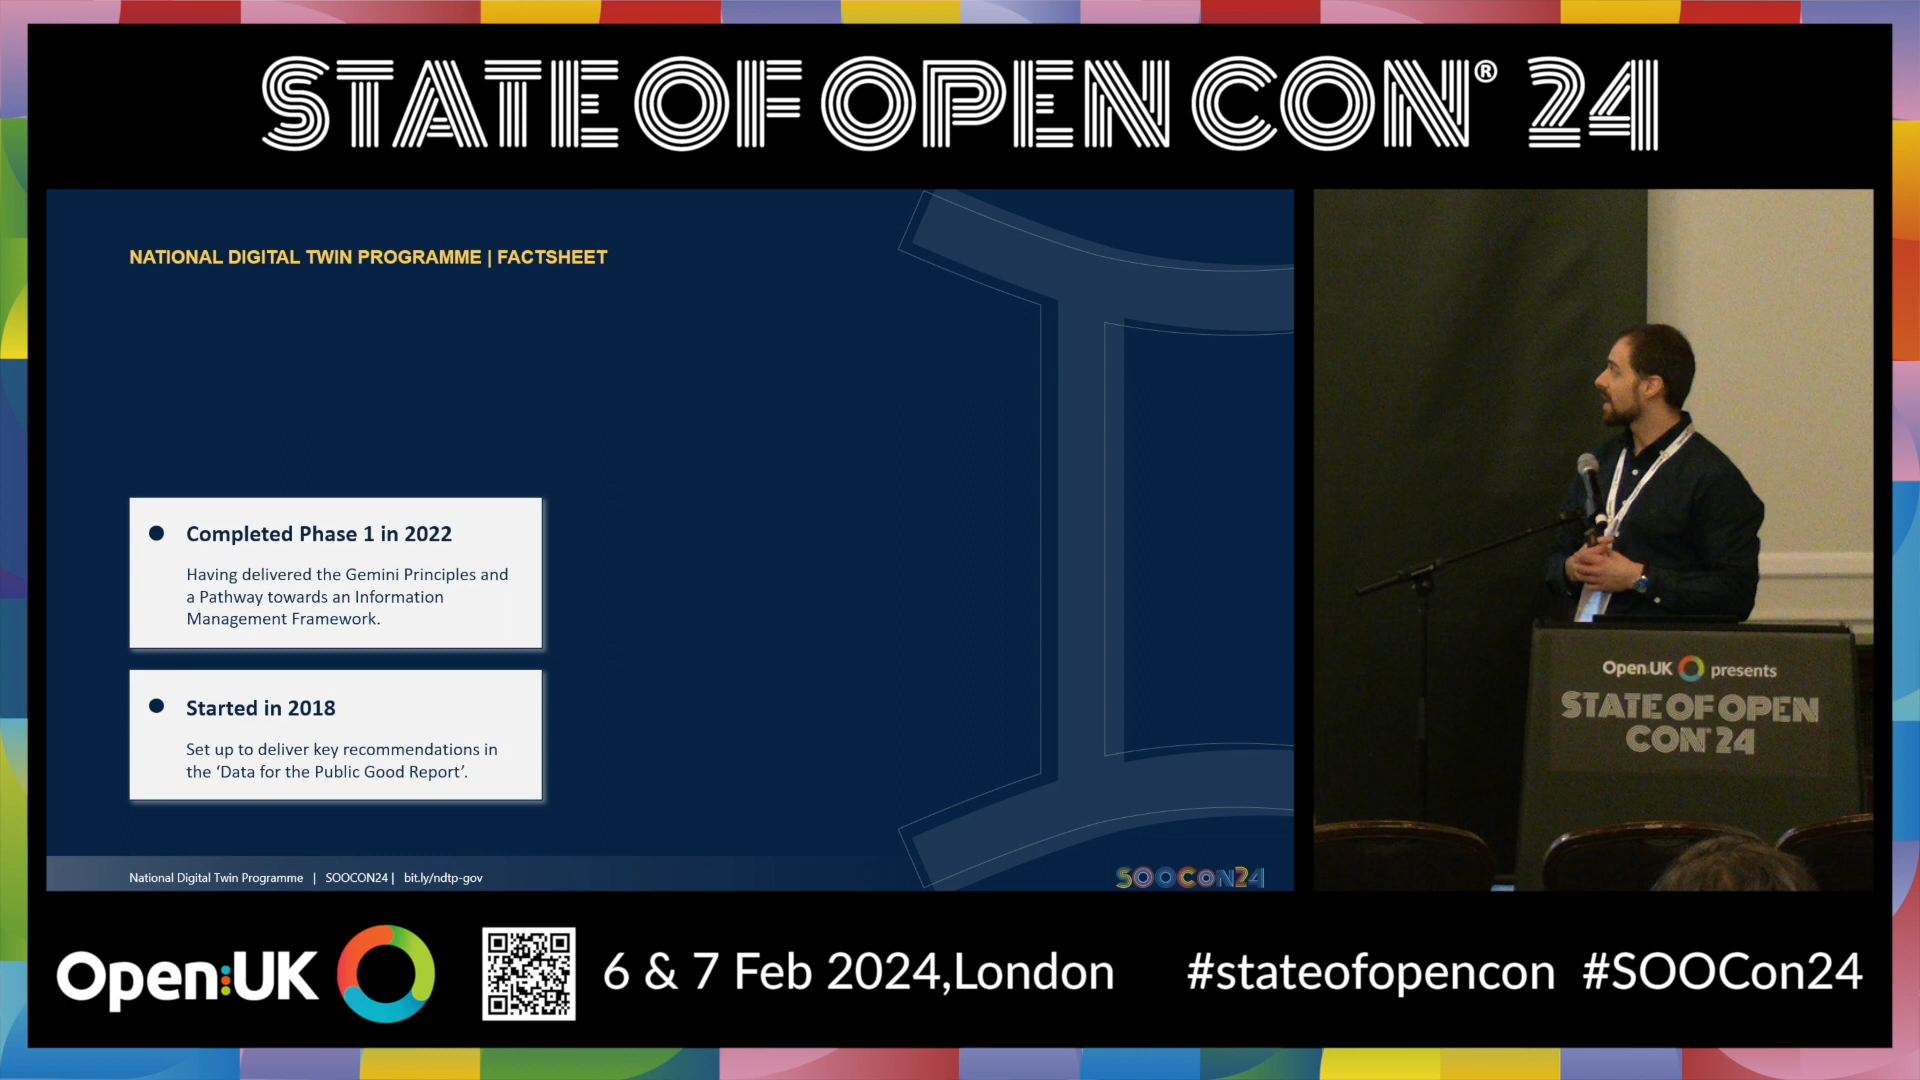 STATE OF OPEN CON® 24
NATIONAL DIGITAL TWIN PROGRAMME | FACTSHEET
Completed Phase 1 in 2022
Having delivered the Gemini Principles and
a Pathway towards an Information
Management Framework.
Started in 2018
Set up to deliver key recommendations in
the ‘Data for the Public Good Report’.
National Digital Twin Programme | SOOCON24 | bit.ly/ndtp-gov
SOOCON24
Open:UK presents
STATE OF OPEN
CON® 24
Open:UK
6 & 7 Feb 2024,London
#stateofopencon #SOOCon24